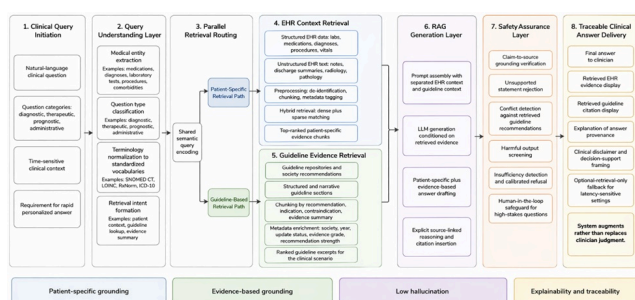 1. Clinical Query
Initiation
Natural-language
clinical question
Question categories:
diagnostic, therapeutic,
prognostic,
administrative
Time-sensitive
clinical context
Requirement for rapid
personalized answer
2. Query
Understanding Layer
Medical entity
extraction
Examples: medications,
diagnoses, laboratory
tests, procedures,
comorbidities
Question type
classification
Examples: diagnostic,
therapeutic, prognostic,
administrative
Terminology
normalization to
standardized
vocabularies
Examples: SNOMED CT,
LOINC, RxNorm, ICD-10
Retrieval intent
formation
Examples: patient
context, guideline
lookup, evidence
summary
3. Parallel
Retrieval Routing
Patient-Specific
Retrieval Path
Shared
semantic
query
encoding
Guideline-Based
Retrieval Path
4. EHR Context Retrieval
Structured EHR data: labs,
medications, diagnoses,
procedures, vitals
Unstructured EHR text: notes,
discharge summaries, radiology,
pathology
Preprocessing: de-identification,
chunking, metadata tagging
Hybrid retrieval: dense plus
sparse matching
Top-ranked patient-specific
evidence chunks
5. Guideline Evidence Retrieval
Guideline repositories and
society recommendations
Structured and narrative
guideline sections
Chunking by recommendation,
indication, contraindication,
evidence summary
Metadata enrichment: society, year,
update status, evidence grade,
recommendation strength
Ranked guideline excerpts for
the clinical scenario
6. RAG
Generation Layer
Prompt assembly with
separated EHR context
and guideline context
LLM generation
conditioned on
retrieved evidence
Patient-specific plus
evidence-based
answer drafting
Explicit source-linked
reasoning and
citation insertion
7. Safety Assurance
Layer
Claim-to-source
grounding verification
Unsupported
statement rejection
Conflict detection
against retrieved
guideline
recommendations
Harmful output
screening
Insufficiency detection
and calibrated refusal
Human-in-the-loop
safeguard for
high-stakes questions
8. Traceable Clinical
Answer Delivery
Final answer
to clinician
Retrieved EHR
evidence display
Retrieved guideline
citation display
Explanation of answer
provenance
Clinical disclaimer and
decision-support
framing
Optional-retrieval-only
fallback for
latency-sensitive
settings
System augments
rather than replaces
clinician judgment.
Patient-specific grounding
Evidence-based grounding
Low hallucination
Explainability and traceability